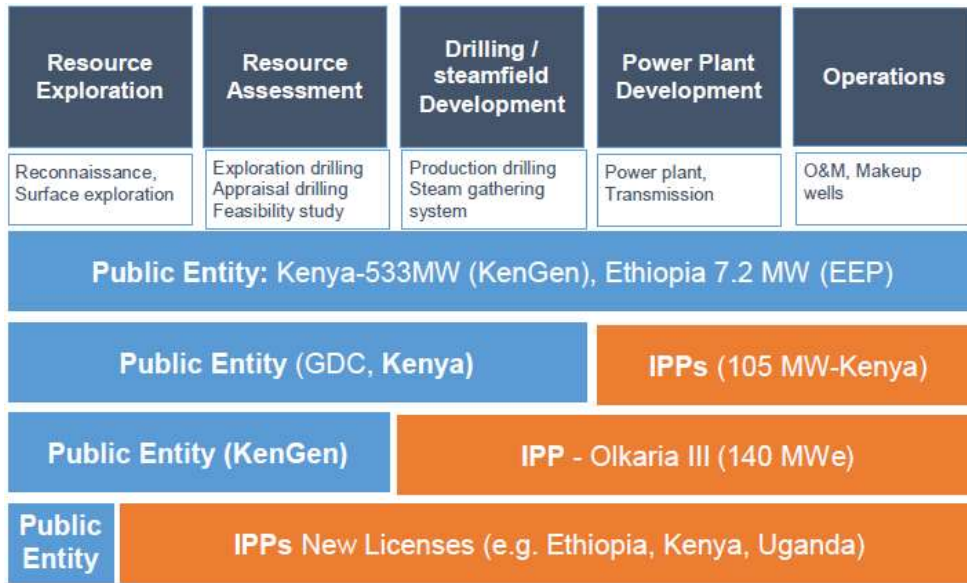 Resource
Exploration
Resource
Assessment
Drilling /
steamfield
Development
Power Plant
Development
Operations
Reconnaissance,
Surface exploration
Exploration drilling
Appraisal drilling
Feasibility study
Production drilling
Steam gathering
system
Power plant,
Transmission
O&M, Makeup
wells
Public Entity: Kenya-533MW (KenGen), Ethiopia 7.2 MW (EEP)
Public Entity (GDC, Kenya)
IPPs (105 MW-Kenya)
Public Entity (KenGen)
IPP - Olkaria III (140 MWe)
Public
Entity
IPPs New Licenses (e.g. Ethiopia, Kenya, Uganda)